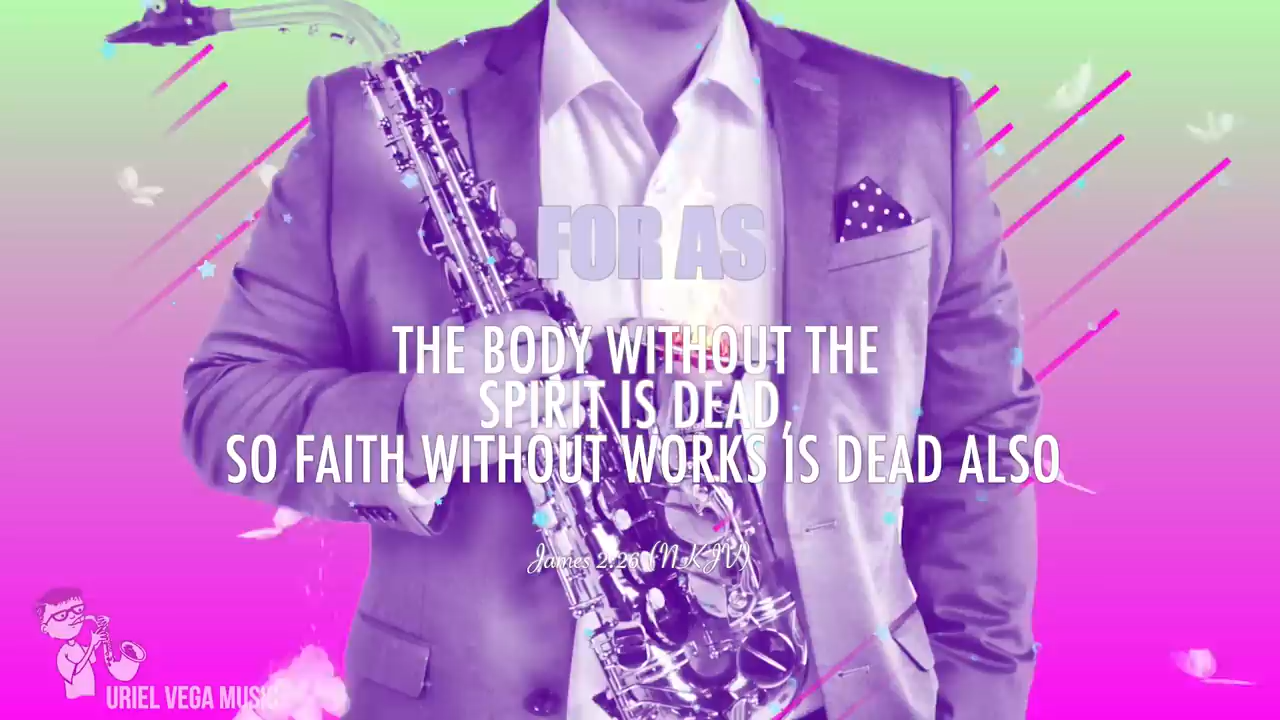 FOR AS
THE BODY WITHOUT THE
SPIRIT IS DEAD,
SO FAITH WITHOUT WORKS IS DEAD ALSO
James 2:26 (NKJV)
URIEL VEGA MUSIC